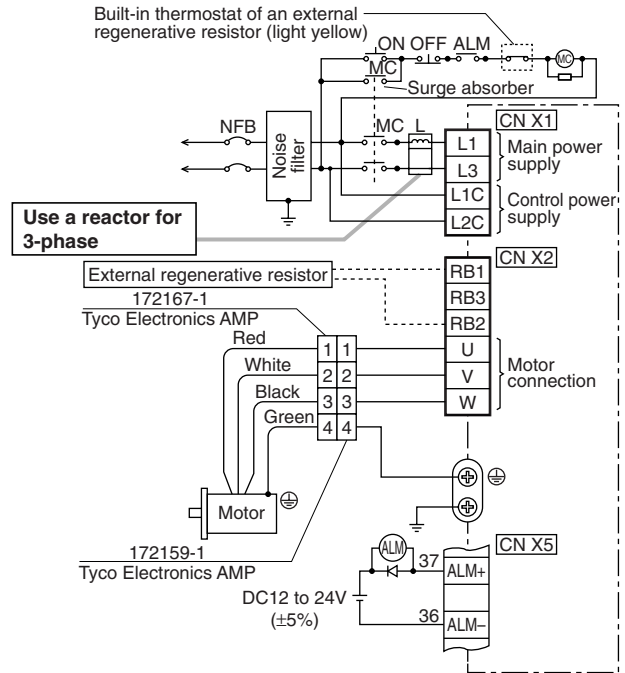 Built-in thermostat of an external
regenerative resistor (light yellow)
ON OFF ALM
MC
MC
Surge absorber
NFB
Noise
filter
MC L
CN X1
L1
L3
L1C
L2C
Main power
supply
Control power
supply
Use a reactor for
3-phase
CN X2
External regenerative resistor
RB1
RB3
RB2
U
V
W
Motor
connection
172167-1
Tyco Electronics AMP
Red
White
Black
Green
1 1
2 2
3 3
4 4
Motor
172159-1
Tyco Electronics AMP
ALM
DC12 to 24V
(±5%)
37
36
CN X5
ALM+
ALM−